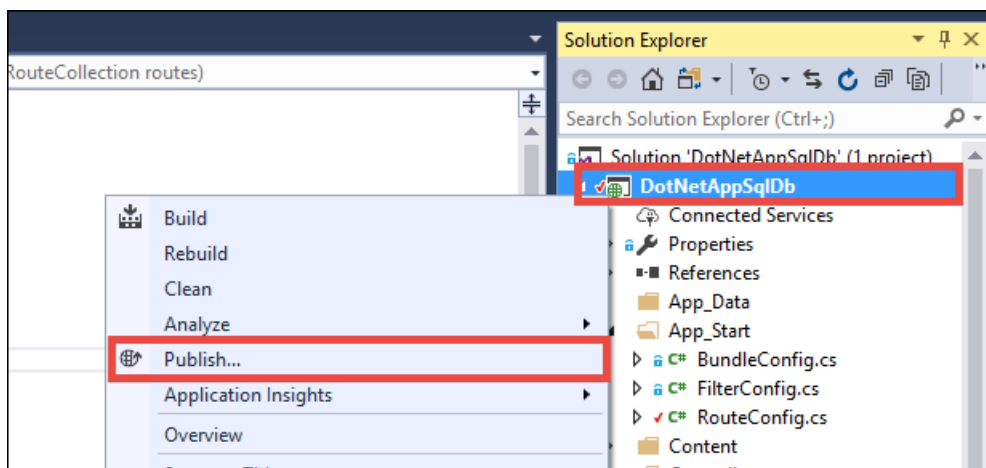 Solution Explorer
RouteCollection routes)
Search Solution Explorer (Ctrl+;)
Solution 'DotNetAppSqlDb' (1 project)
DotNetAppSqlDb
Connected Services
Properties
References
App_Data
App_Start
C# BundleConfig.cs
C# FilterConfig.cs
C# RouteConfig.cs
Content
Build
Rebuild
Clean
Analyze
Publish...
Application Insights
Overview